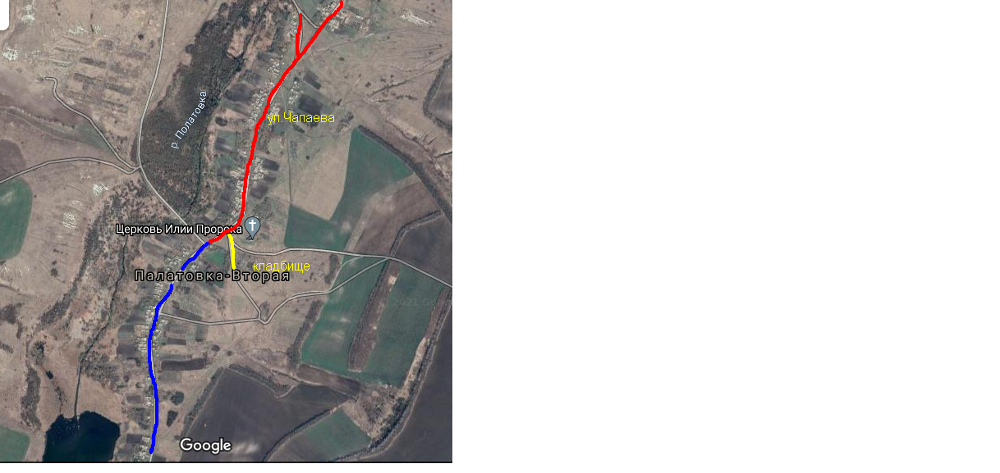 р. Полатовка
ул.Чапаева
Церковь Илии Пророка
кладбище
Палатовка-Вторая
Google